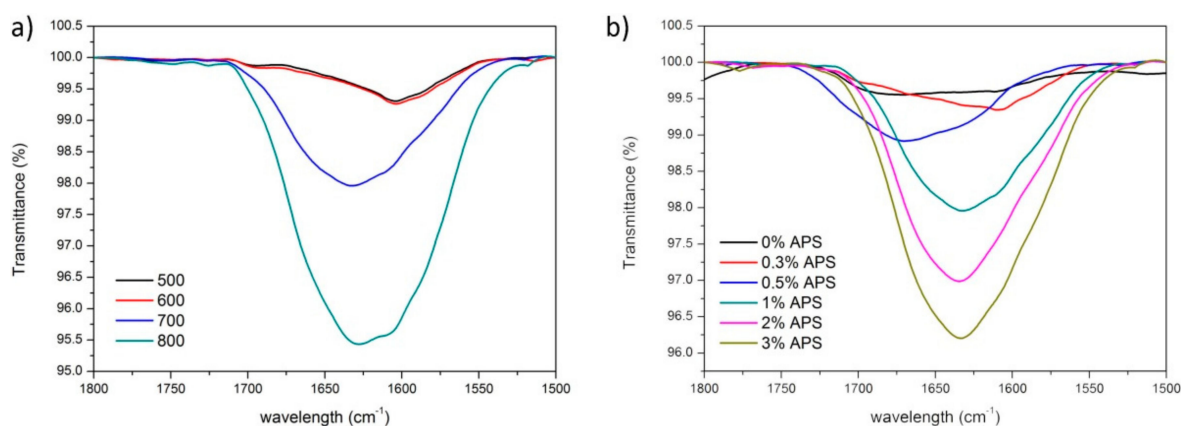 a)
100.5
100.0
99.5
99.0
98.5
98.0
97.5
97.0
96.5
96.0
95.5
95.0
Transmittance (%)
500
600
700
800
1800 1750 1700 1650 1600 1550 1500
wavelength (cm⁻¹)
b)
100.5
100.0
99.5
99.0
98.5
98.0
97.5
97.0
96.5
96.0
Transmittance (%)
0% APS
0.3% APS
0.5% APS
1% APS
2% APS
3% APS
1800 1750 1700 1650 1600 1550 1500
wavelength (cm⁻¹)